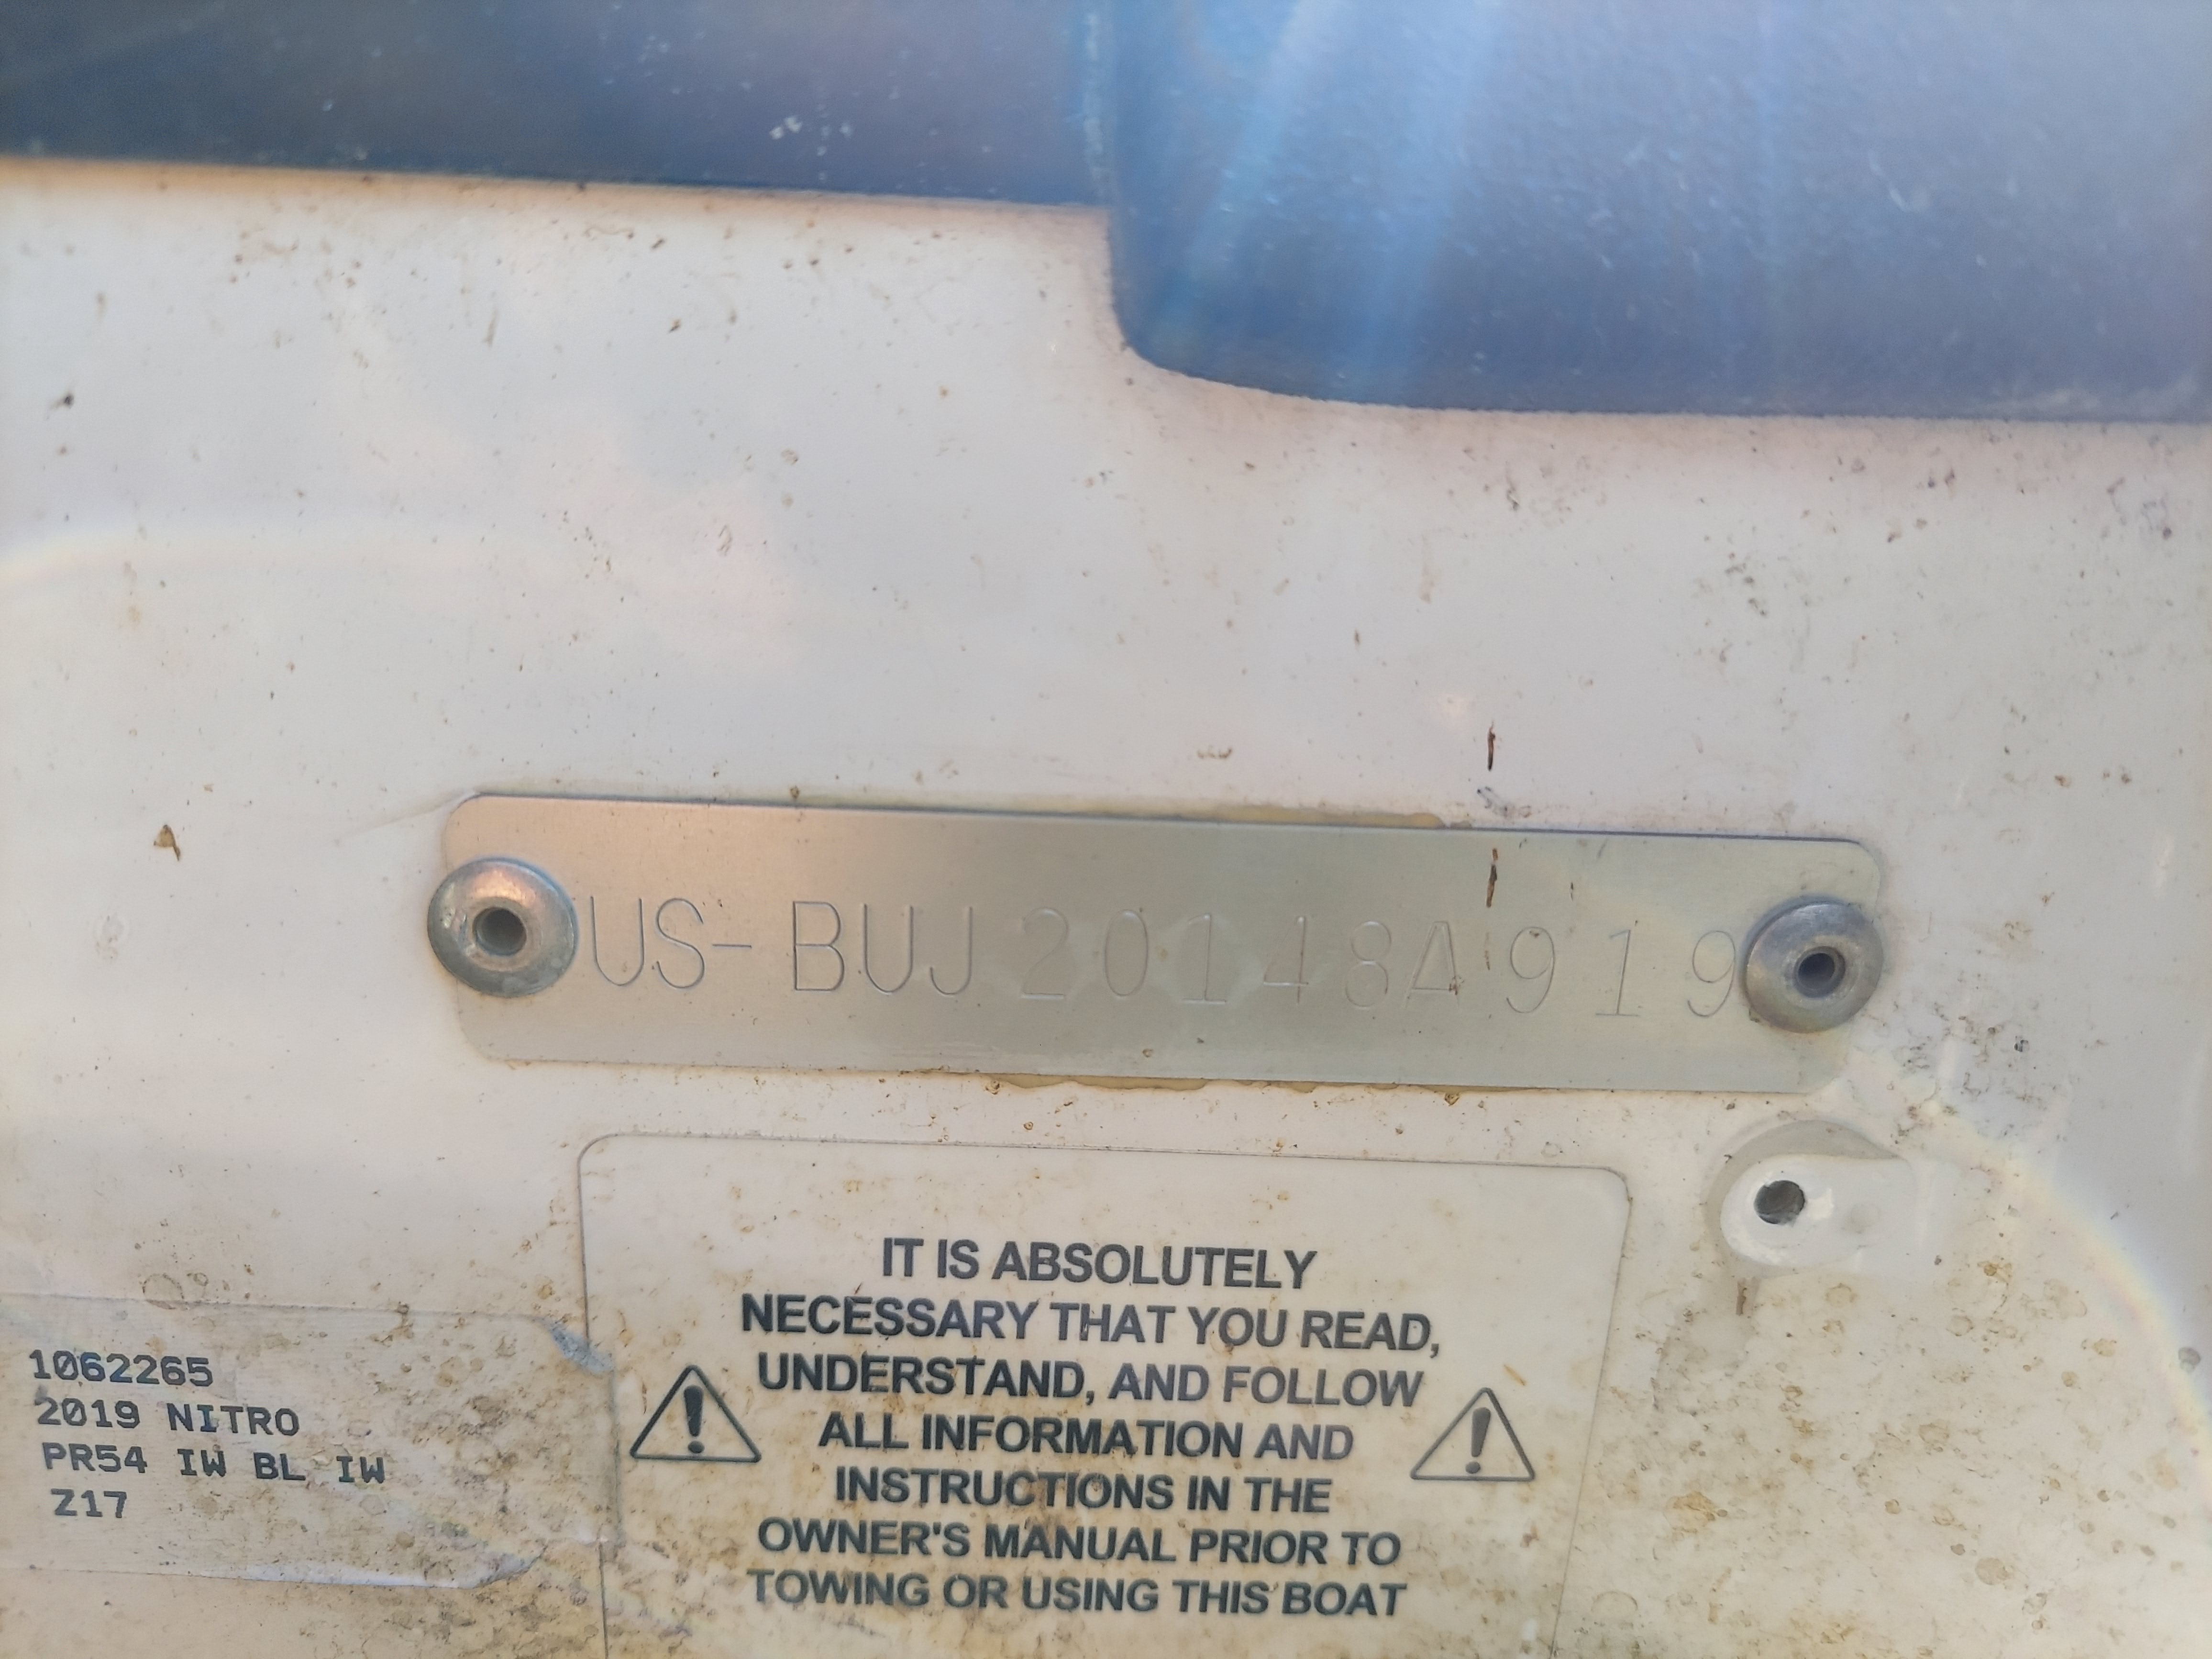 US-BUJ20148A919
IT IS ABSOLUTELY
NECESSARY THAT YOU READ,
UNDERSTAND, AND FOLLOW
ALL INFORMATION AND
INSTRUCTIONS IN THE
OWNER'S MANUAL PRIOR TO
TOWING OR USING THIS BOAT
1062265
2019 NITRO
PR54 IW BL IW
Z17